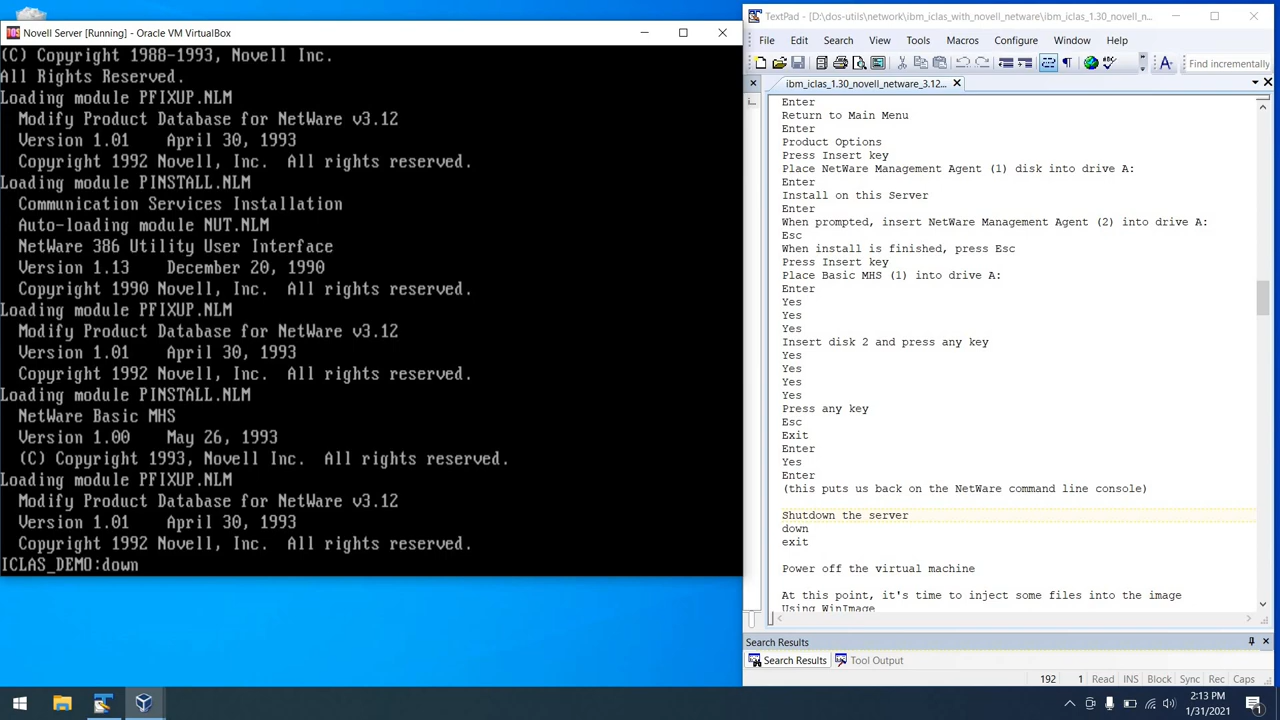 Novell Server [Running] - Oracle VM VirtualBox
(C) Copyright 1988-1993, Novell Inc.
All Rights Reserved.
Loading module PFIXUP.NLM
Modify Product Database for NetWare v3.12
Version 1.01    April 30, 1993
Copyright 1992 Novell, Inc.  All rights reserved.
Loading module PINSTALL.NLM
Communication Services Installation
Auto-loading module NUT.NLM
NetWare 386 Utility User Interface
Version 1.13    December 20, 1990
Copyright 1990 Novell, Inc.  All rights reserved.
Loading module PFIXUP.NLM
Modify Product Database for NetWare v3.12
Version 1.01    April 30, 1993
Copyright 1992 Novell, Inc.  All rights reserved.
Loading module PINSTALL.NLM
NetWare Basic MHS
Version 1.00    May 26, 1993
(C) Copyright 1993, Novell Inc.  All rights reserved.
Loading module PFIXUP.NLM
Modify Product Database for NetWare v3.12
Version 1.01    April 30, 1993
Copyright 1992 Novell, Inc.  All rights reserved.
ICLAS_DEMO:down
TextPad - [D:\dos-utils\network\ibm_iclas_with_novell_netware\ibm_iclas_1.30_novell_n...
File Edit Search View Tools Macros Configure Window Help
Find incrementally
ibm_iclas_1.30_novell_netware_3.12...
Enter
Return to Main Menu
Enter
Product Options
Press Insert key
Place NetWare Management Agent (1) disk into drive A:
Enter
Install on this Server
Enter
When prompted, insert NetWare Management Agent (2) into drive A:
Esc
When install is finished, press Esc
Press Insert key
Place Basic MHS (1) into drive A:
Enter
Yes
Yes
Yes
Insert disk 2 and press any key
Yes
Yes
Yes
Yes
Press any key
Esc
Exit
Enter
Yes
Enter
(this puts us back on the NetWare command line console)
Shutdown the server
down
exit
Power off the virtual machine
At this point, it's time to inject some files into the image
Using WinImage
Search Results
Search Results Tool Output
192 1 Read INS Block Sync Rec Caps
2:13 PM
1/31/2021